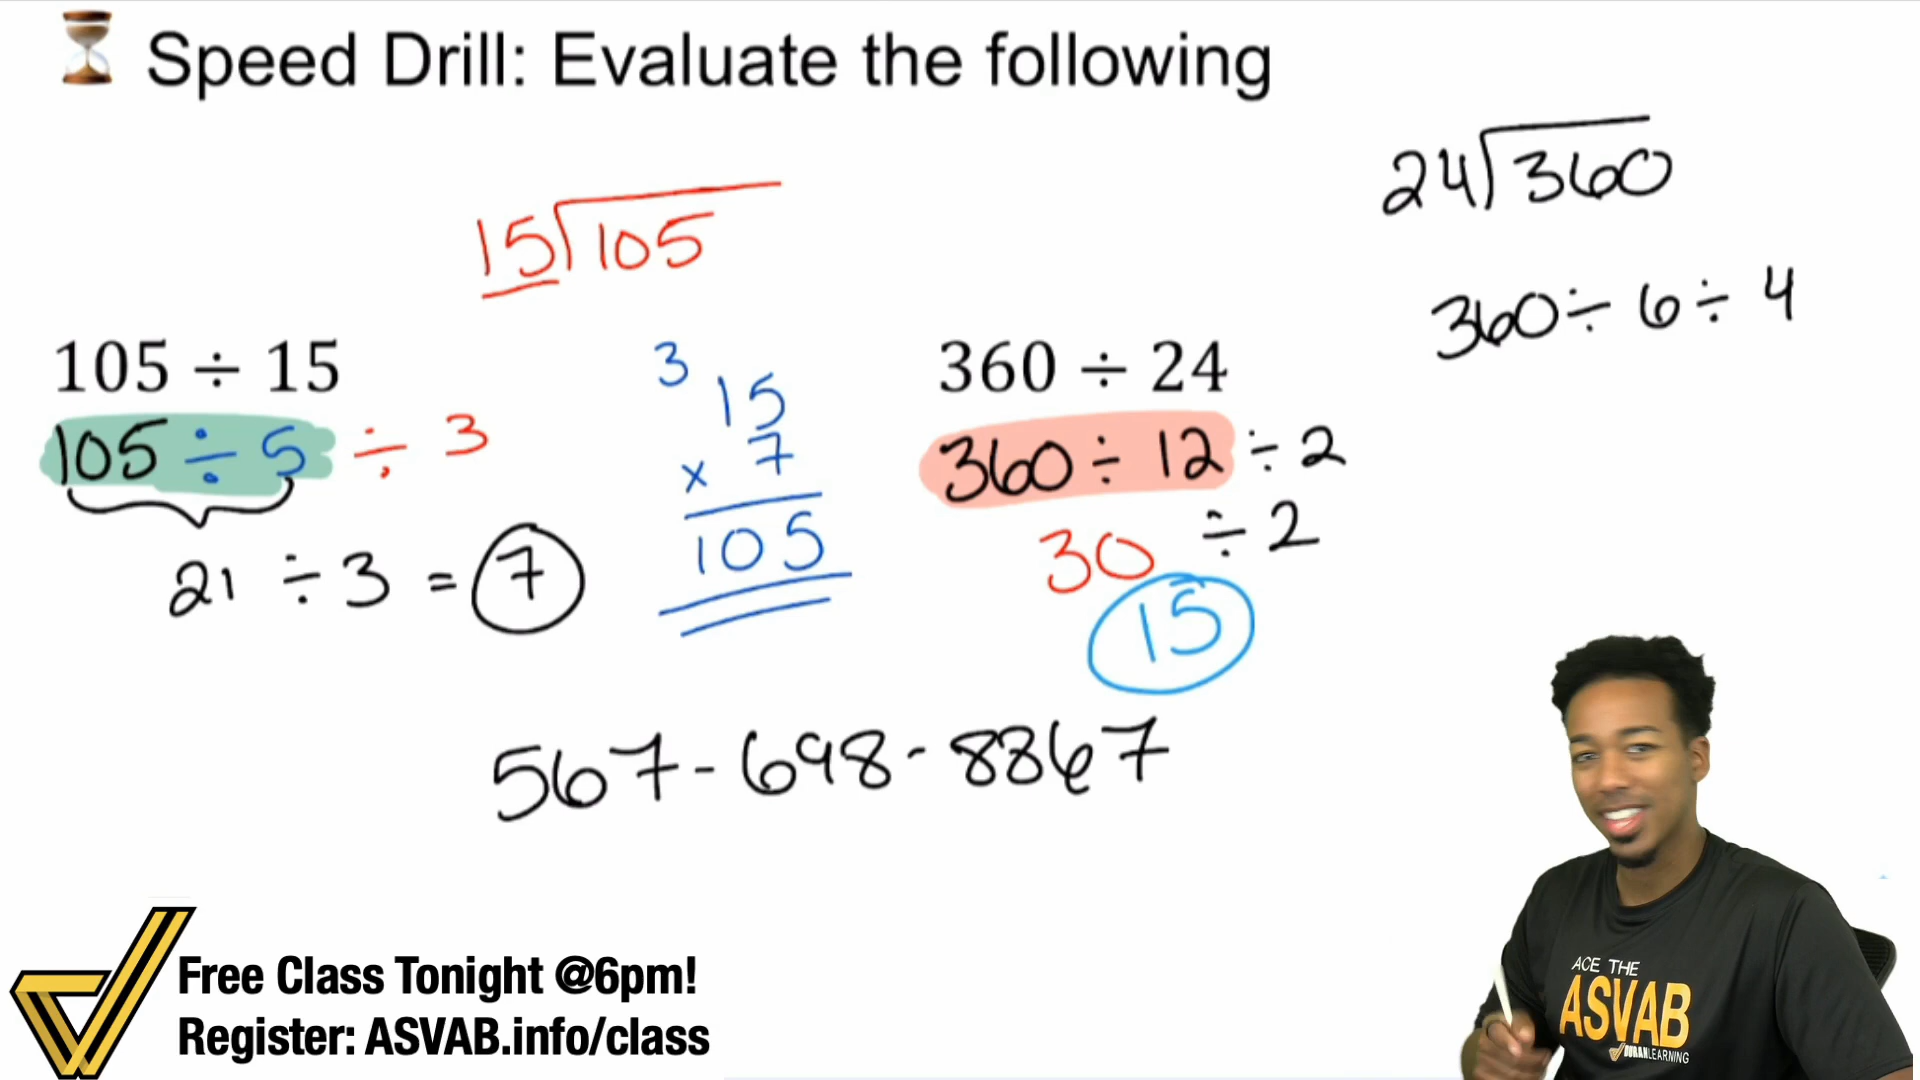 ⏳ Speed Drill: Evaluate the following
24⟌360
15⟌105
360 ÷ 6 ÷ 4
105 ÷ 15
105 ÷ 5 ÷ 3
21 ÷ 3 = 7
3
15
× 7
105
360 ÷ 24
360 ÷ 12 ÷ 2
30 ÷ 2
15
567-698-8867
Free Class Tonight @6pm!
Register: ASVAB.info/class
ACE THE
ASVAB
DURAN LEARNING